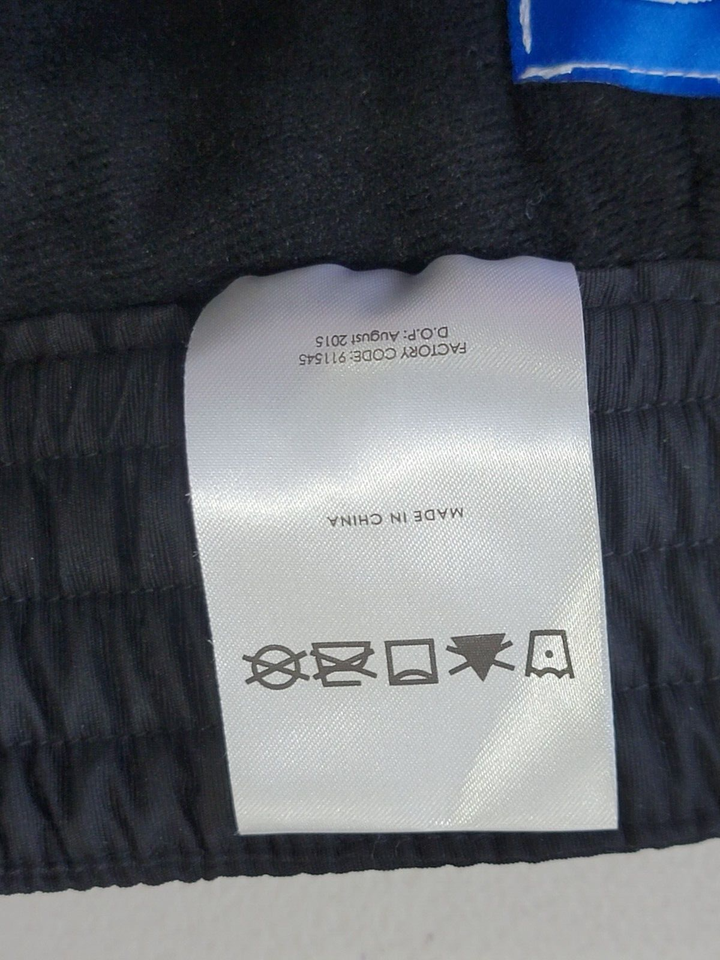 MADE IN CHINA
FACTORY CODE: 911545
D.O.P: August 2015